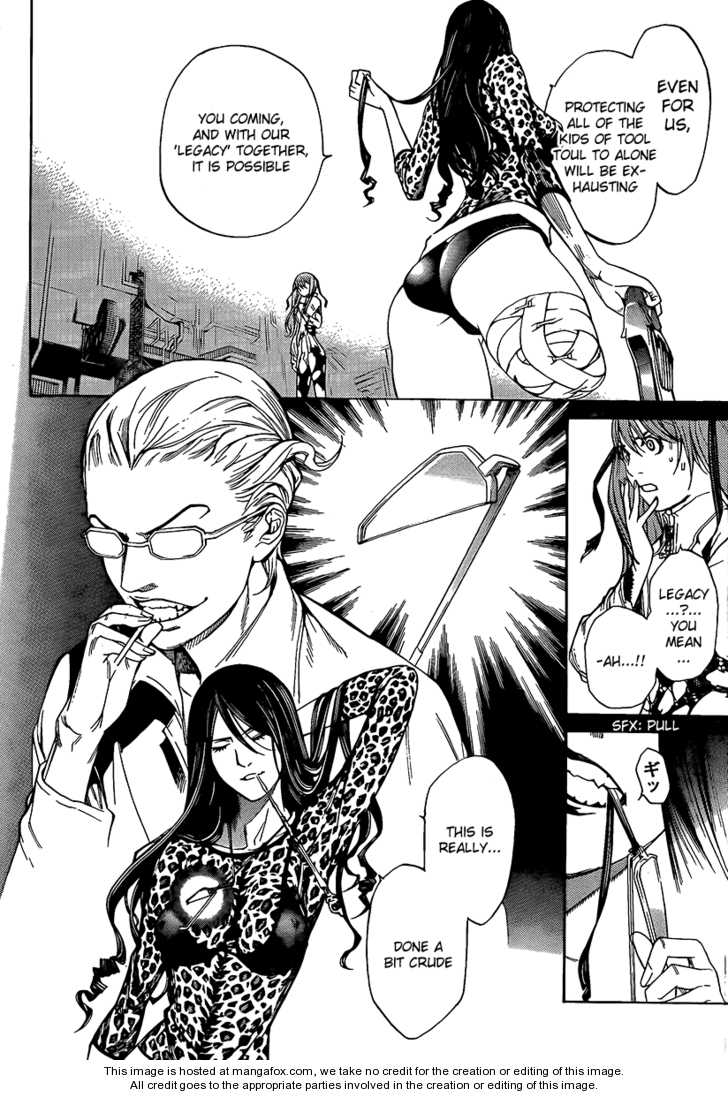 EVEN
FOR
US,
PROTECTING
ALL OF THE
KIDS OF TOOL
TOUL TO ALONE
WILL BE EX-
HAUSTING
YOU COMING,
AND WITH OUR
'LEGACY' TOGETHER,
IT IS POSSIBLE
LEGACY
...?...
YOU
MEAN
...
-AH...!!
SFX: PULL
ギッ
THIS IS
REALLY...
DONE A
BIT CRUDE
This image is hosted at mangafox.com, we take no credit for the creation or editing of this image.
All credit goes to the appropriate parties involved in the creation or editing of this image.